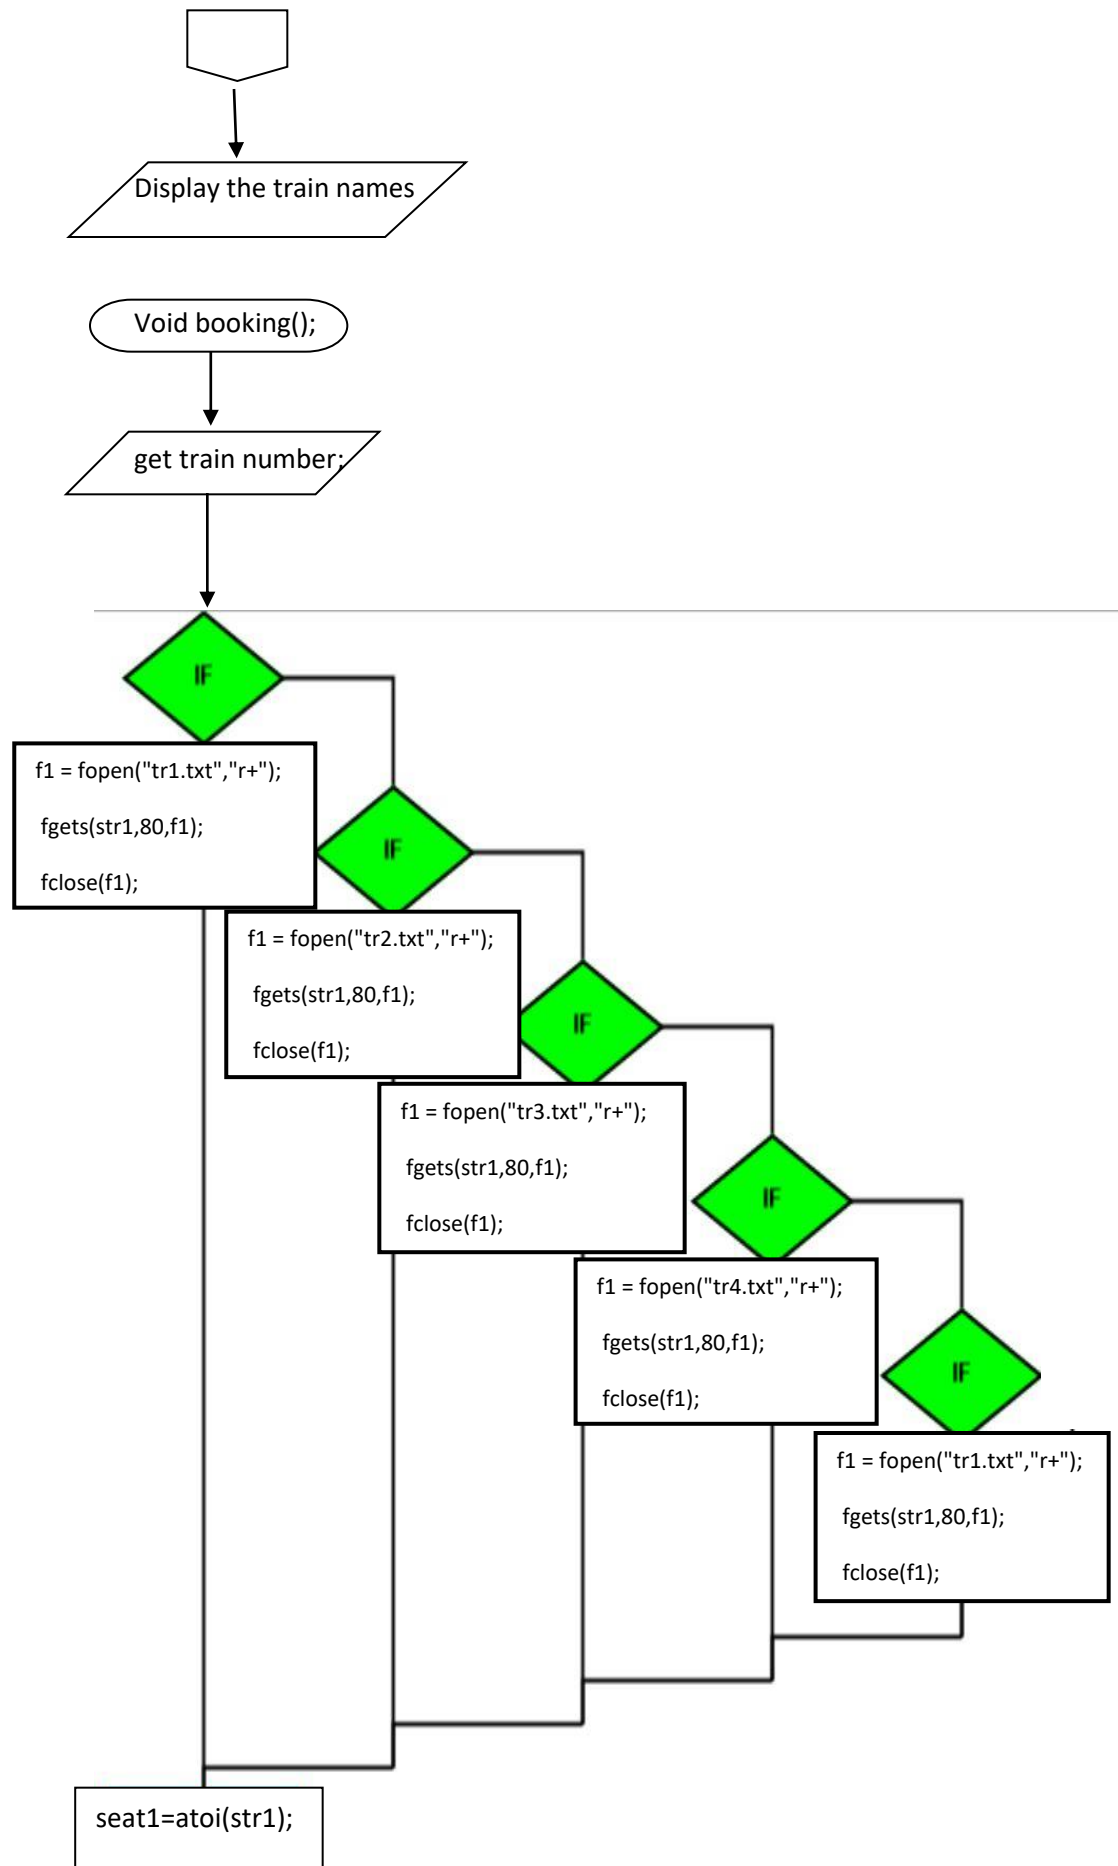 Display the train names
Void booking();
get train number;
IF
f1 = fopen("tr1.txt","r+");
fgets(str1,80,f1);
fclose(f1);
IF
f1 = fopen("tr2.txt","r+");
fgets(str1,80,f1);
fclose(f1);
IF
f1 = fopen("tr3.txt","r+");
fgets(str1,80,f1);
fclose(f1);
IF
f1 = fopen("tr4.txt","r+");
fgets(str1,80,f1);
fclose(f1);
IF
f1 = fopen("tr1.txt","r+");
fgets(str1,80,f1);
fclose(f1);
seat1=atoi(str1);